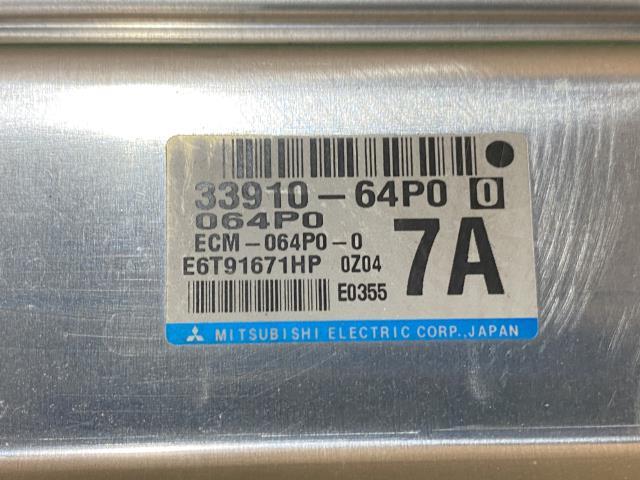 33910-64P0 0
064P0
ECM-064P0-0
7A
E6T91671HP 0Z04
E0355
MITSUBISHI ELECTRIC CORP.,JAPAN